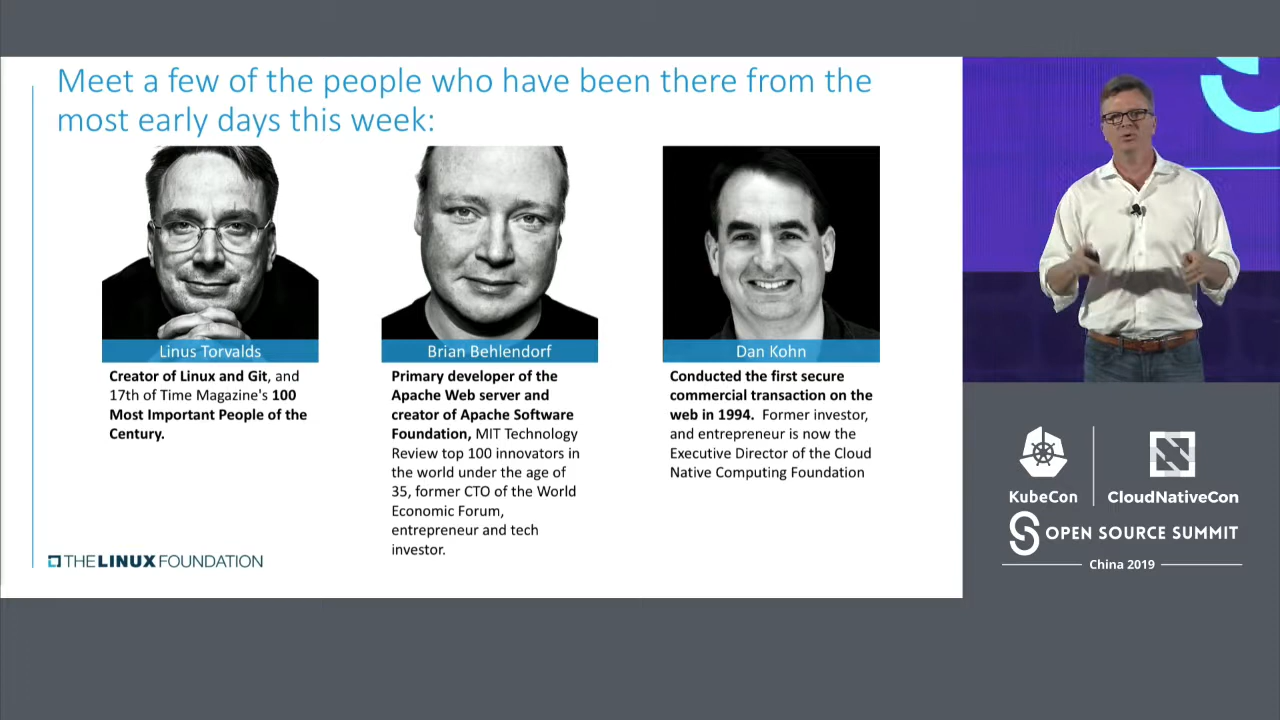 Meet a few of the people who have been there from the
most early days this week:
Linus Torvalds
Creator of Linux and Git, and
17th of Time Magazine's 100
Most Important People of the
Century.
Brian Behlendorf
Primary developer of the
Apache Web server and
creator of Apache Software
Foundation, MIT Technology
Review top 100 innovators in
the world under the age of
35, former CTO of the World
Economic Forum,
entrepreneur and tech
investor.
Dan Kohn
Conducted the first secure
commercial transaction on the
web in 1994. Former investor,
and entrepreneur is now the
Executive Director of the Cloud
Native Computing Foundation
THE LINUX FOUNDATION
KubeCon
CloudNativeCon
OPEN SOURCE SUMMIT
China 2019